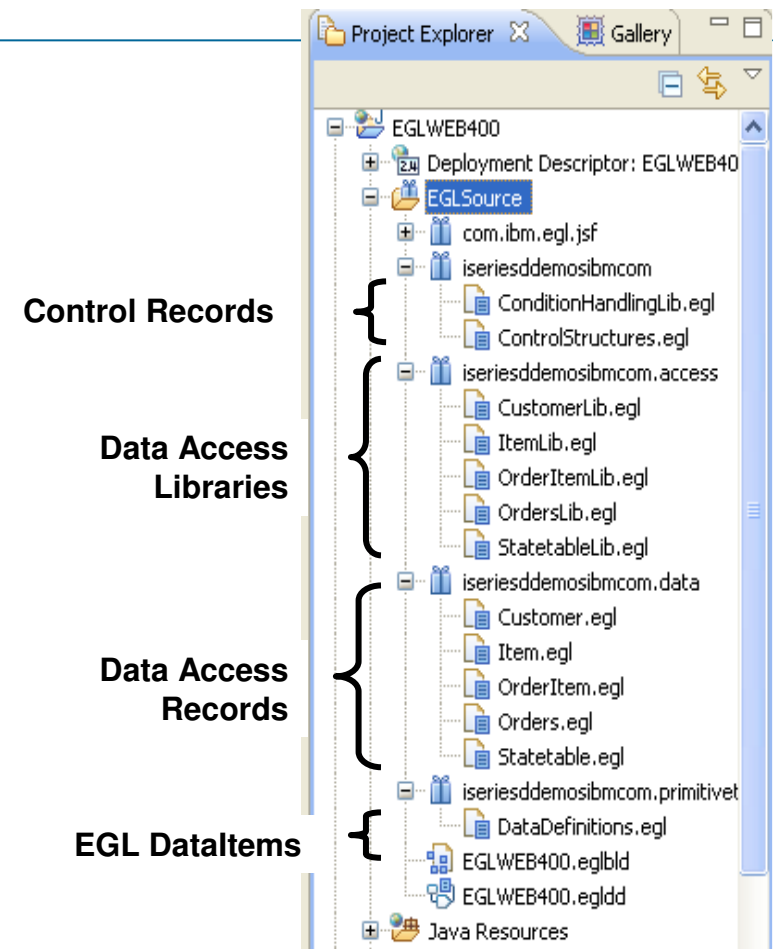 Project Explorer
Gallery
EGLWEB400
2.4 Deployment Descriptor: EGLWEB40
EGLSource
com.ibm.egl.jsf
iseriesddemosibmcom
Control Records
ConditionHandlingLib.egl
ControlStructures.egl
iseriesddemosibmcom.access
Data Access
Libraries
CustomerLib.egl
ItemLib.egl
OrderItemLib.egl
OrdersLib.egl
StatetableLib.egl
iseriesddemosibmcom.data
Data Access
Records
Customer.egl
Item.egl
OrderItem.egl
Orders.egl
Statetable.egl
iseriesddemosibmcom.primitivet
EGL DataItems
DataDefinitions.egl
EGLWEB400.eglbld
EGLWEB400.egldd
Java Resources